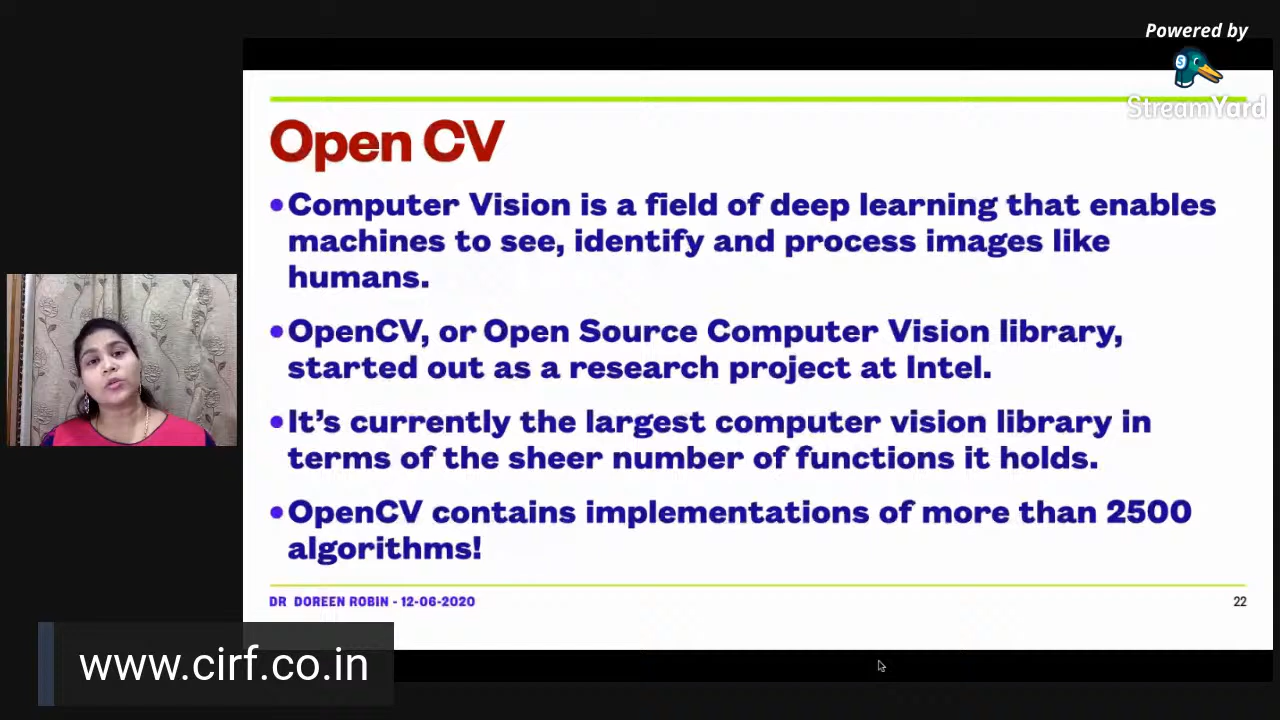 Powered by
StreamYard
Open CV
•Computer Vision is a field of deep learning that enables
machines to see, identify and process images like
humans.
•OpenCV, or Open Source Computer Vision library,
started out as a research project at Intel.
•It’s currently the largest computer vision library in
terms of the sheer number of functions it holds.
•OpenCV contains implementations of more than 2500
algorithms!
DR DOREEN ROBIN - 12-06-2020
22
www.cirf.co.in